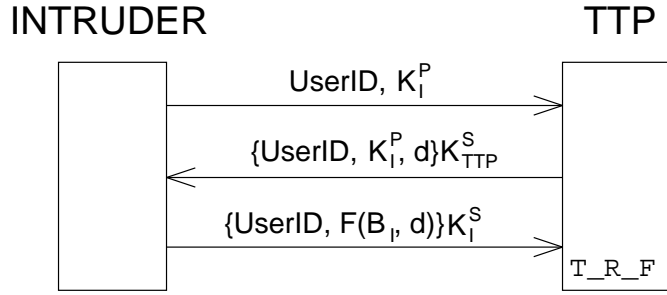 INTRUDER TTP
UserID, K_I^P
{UserID, K_I^P, d}K_TTP^S
{UserID, F(B_I, d)}K_I^S
T_R_F